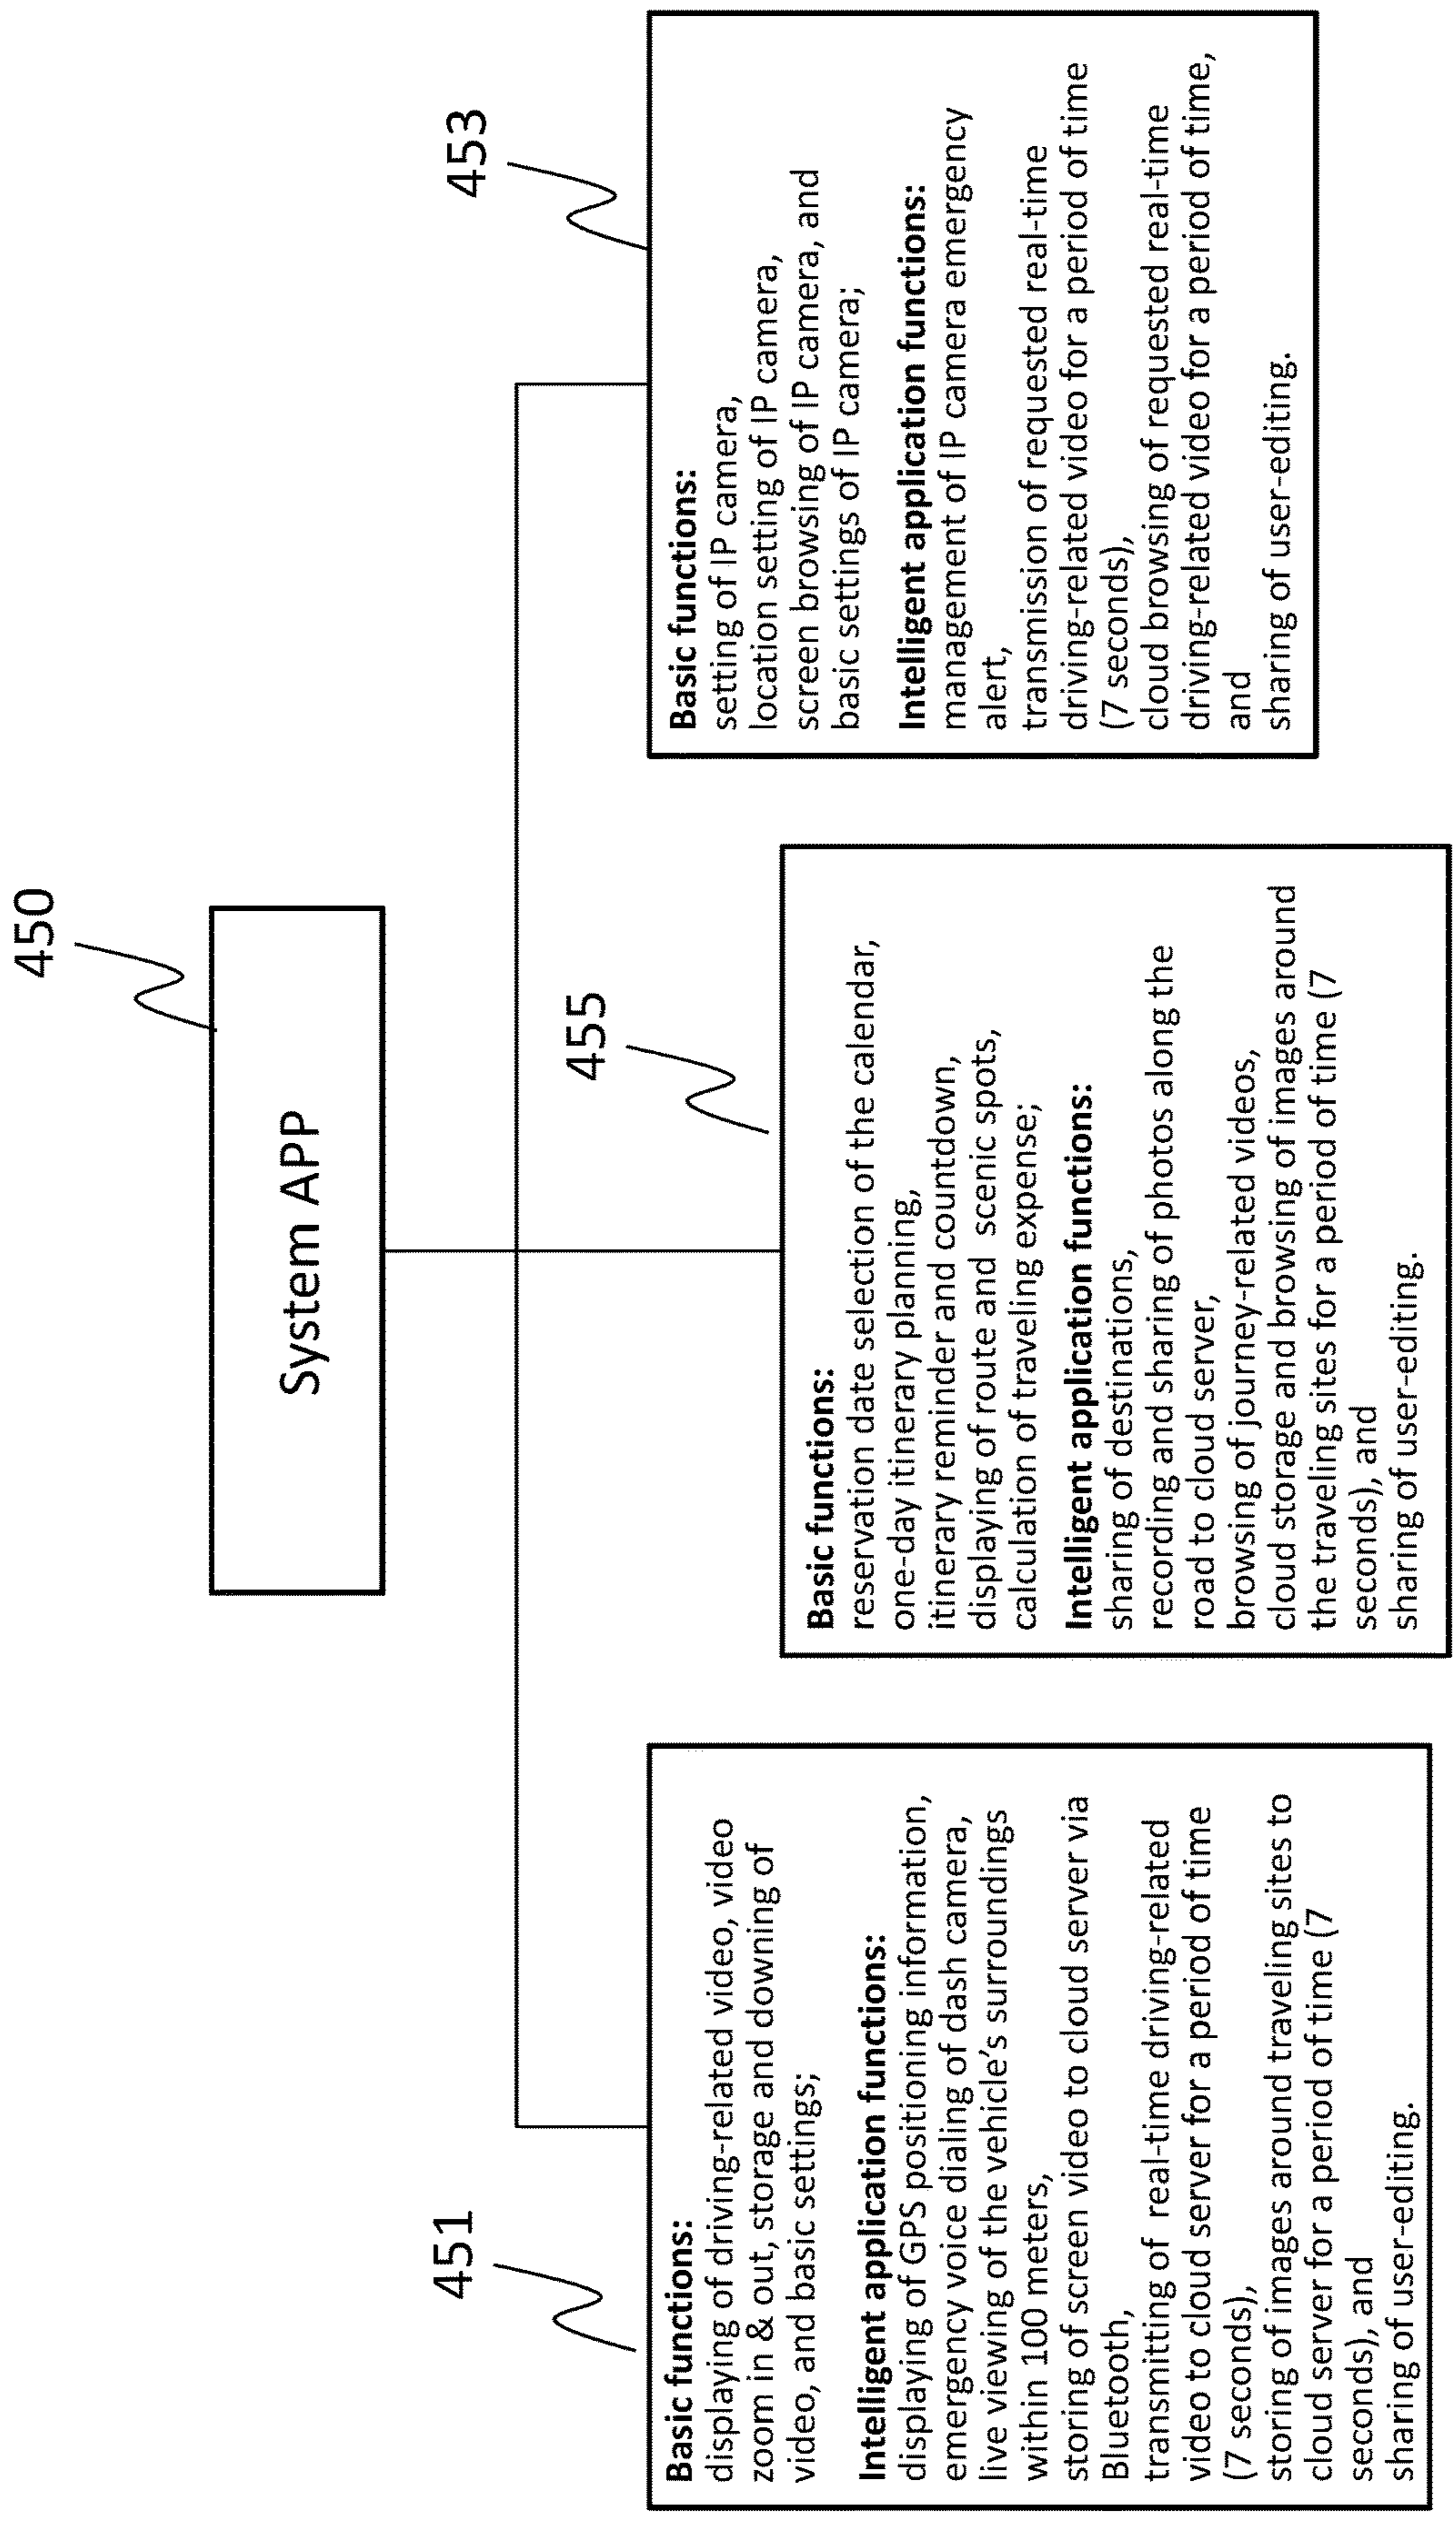 450
System APP
451
Basic functions:
displaying of driving-related video, video
zoom in & out, storage and downing of
video, and basic settings;
Intelligent application functions:
displaying of GPS positioning information,
emergency voice dialing of dash camera,
live viewing of the vehicle's surroundings
within 100 meters,
storing of screen video to cloud server via
Bluetooth,
transmitting of real-time driving-related
video to cloud server for a period of time
(7 seconds),
storing of images around traveling sites to
cloud server for a period of time (7
seconds), and
sharing of user-editing.
455
Basic functions:
reservation date selection of the calendar,
one-day itinerary planning,
itinerary reminder and countdown,
displaying of route and scenic spots,
calculation of traveling expense;
Intelligent application functions:
sharing of destinations,
recording and sharing of photos along the
road to cloud server,
browsing of journey-related videos,
cloud storage and browsing of images around
the traveling sites for a period of time (7
seconds), and
sharing of user-editing.
453
Basic functions:
setting of IP camera,
location setting of IP camera,
screen browsing of IP camera, and
basic settings of IP camera;
Intelligent application functions:
management of IP camera emergency
alert,
transmission of requested real-time
driving-related video for a period of time
(7 seconds),
cloud browsing of requested real-time
driving-related video for a period of time,
and
sharing of user-editing.